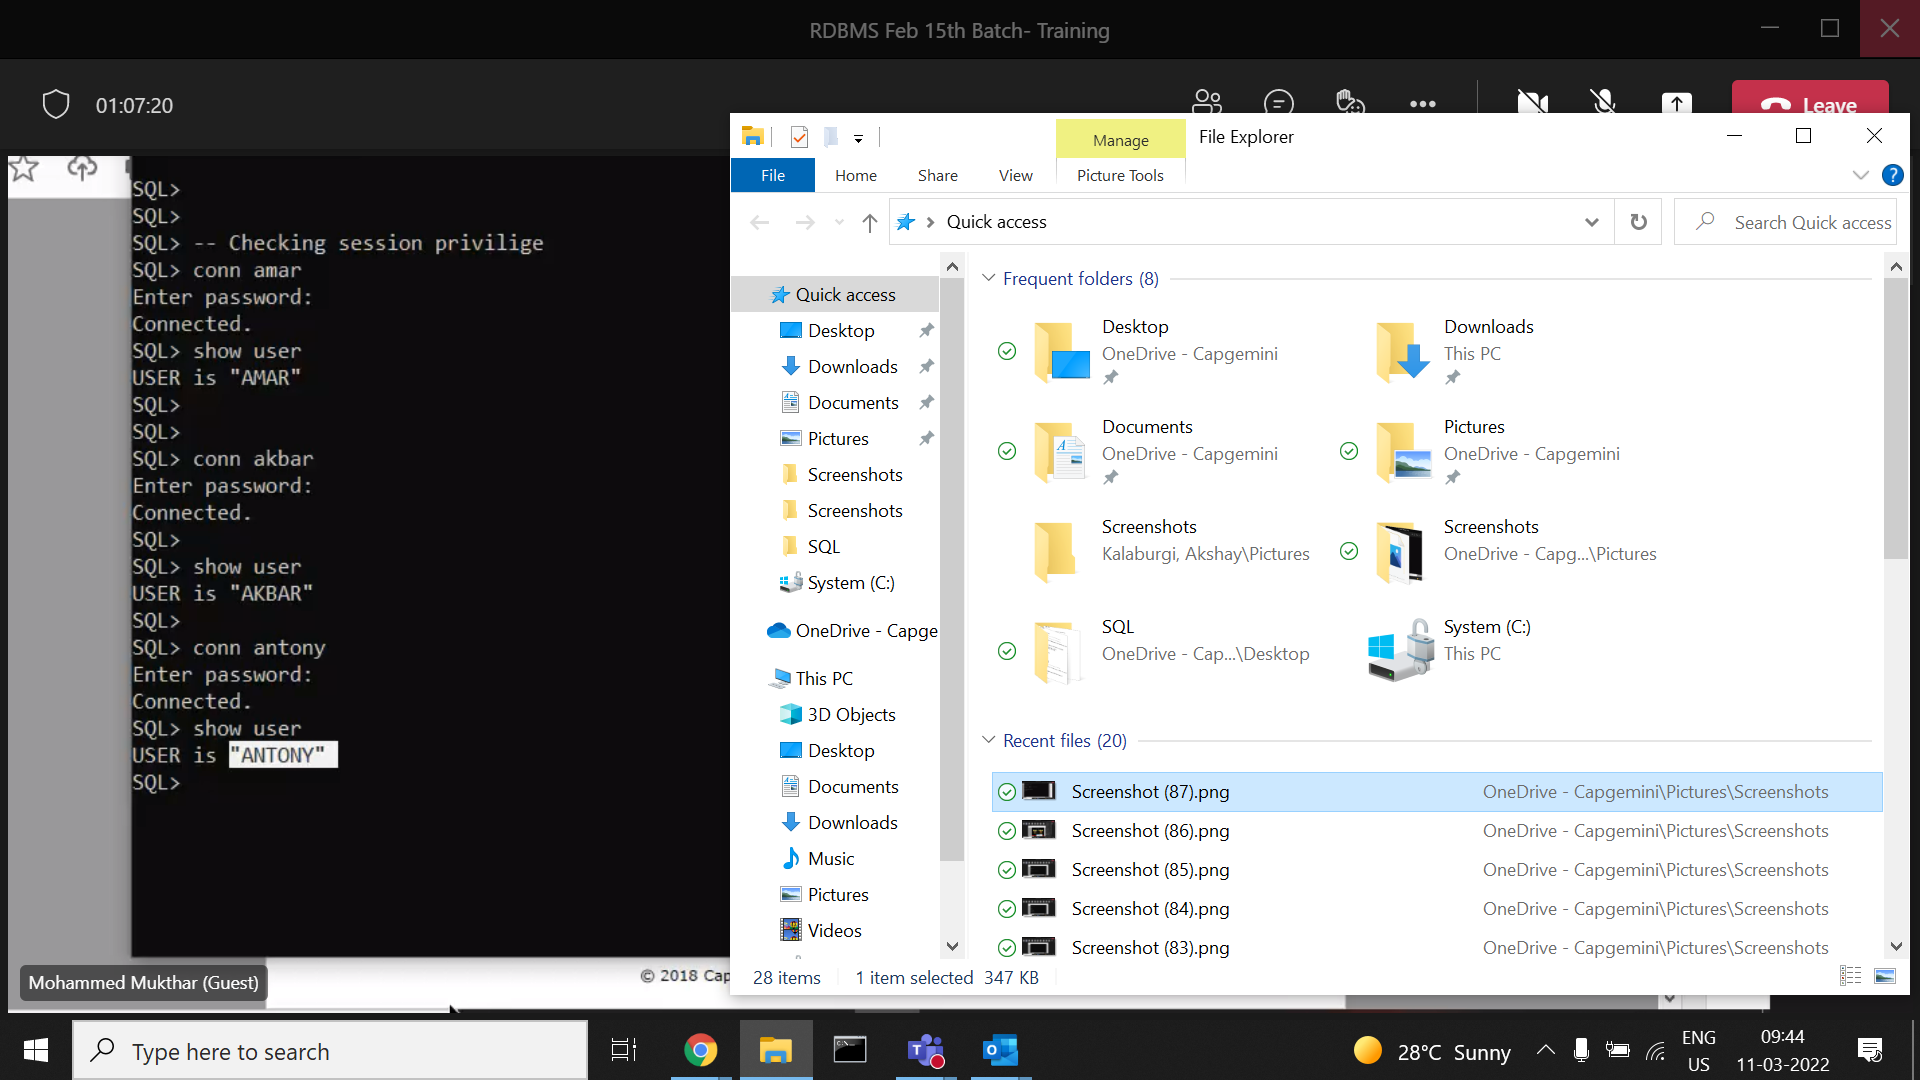 RDBMS Feb 15th Batch- Training
01:07:20
Leave
SQL>
SQL>
SQL> -- Checking session privilige
SQL> conn amar
Enter password:
Connected.
SQL> show user
USER is "AMAR"
SQL>
SQL>
SQL> conn akbar
Enter password:
Connected.
SQL>
SQL> show user
USER is "AKBAR"
SQL>
SQL> conn antony
Enter password:
Connected.
SQL> show user
USER is "ANTONY"
SQL>
Mohammed Mukthar (Guest)
© 2018 Cap
Manage
File Explorer
File
Home
Share
View
Picture Tools
Quick access
Search Quick access
Quick access
Desktop
Downloads
Documents
Pictures
Screenshots
Screenshots
SQL
System (C:)
OneDrive - Capge
This PC
3D Objects
Desktop
Documents
Downloads
Music
Pictures
Videos
Frequent folders (8)
Desktop
OneDrive - Capgemini
Downloads
This PC
Documents
OneDrive - Capgemini
Pictures
OneDrive - Capgemini
Screenshots
Kalaburgi, Akshay\Pictures
Screenshots
OneDrive - Capg...\Pictures
SQL
OneDrive - Cap...\Desktop
System (C:)
This PC
Recent files (20)
Screenshot (87).png OneDrive - Capgemini\Pictures\Screenshots
Screenshot (86).png OneDrive - Capgemini\Pictures\Screenshots
Screenshot (85).png OneDrive - Capgemini\Pictures\Screenshots
Screenshot (84).png OneDrive - Capgemini\Pictures\Screenshots
Screenshot (83).png OneDrive - Capgemini\Pictures\Screenshots
28 items 1 item selected 347 KB
Type here to search
28°C Sunny
ENG
US
09:44
11-03-2022